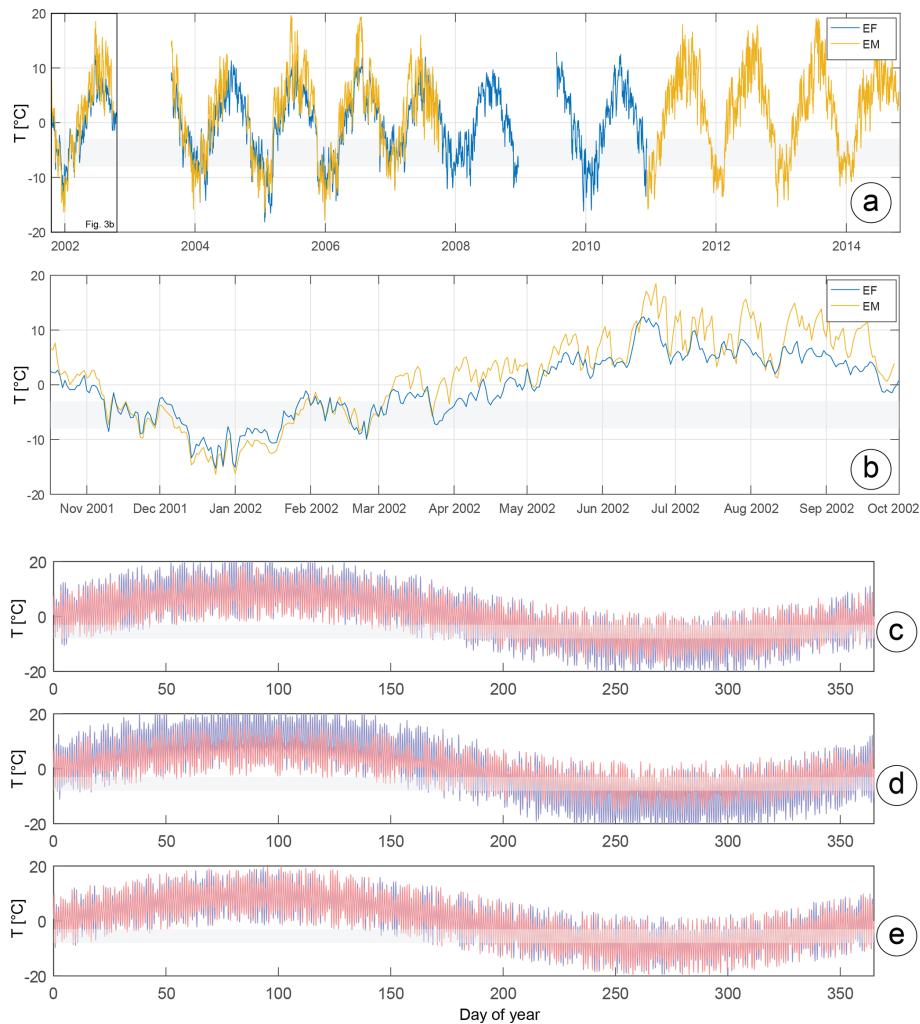 20
10
0
-10
-20
T [°C]
EF
EM
Fig. 3b
a
2002 2004 2006 2008 2010 2012 2014
20
10
0
-10
-20
T [°C]
EF
EM
b
Nov 2001 Dec 2001 Jan 2002 Feb 2002 Mar 2002 Apr 2002 May 2002 Jun 2002 Jul 2002 Aug 2002 Sep 2002 Oct 2002
20
0
-20
T [°C]
c
0 50 100 150 200 250 300 350
20
0
-20
T [°C]
d
0 50 100 150 200 250 300 350
20
0
-20
T [°C]
e
0 50 100 150 200 250 300 350
Day of year